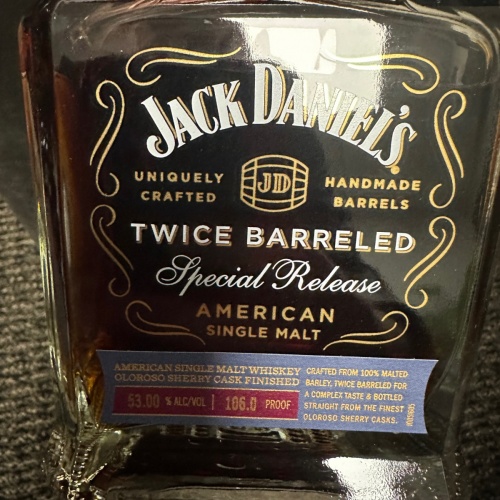 JACK DANIEL'S
UNIQUELY
CRAFTED
JD
HANDMADE
BARRELS
TWICE BARRELED
Special Release
AMERICAN
SINGLE MALT
AMERICAN SINGLE MALT WHISKEY
OLOROSO SHERRY CASK FINISHED
53.00 % ALC/VOL | 106.0 PROOF
CRAFTED FROM 100% MALTED
BARLEY, TWICE BARRELED FOR
A COMPLEX TASTE & BOTTLED
STRAIGHT FROM THE FINEST
OLOROSO SHERRY CASKS.